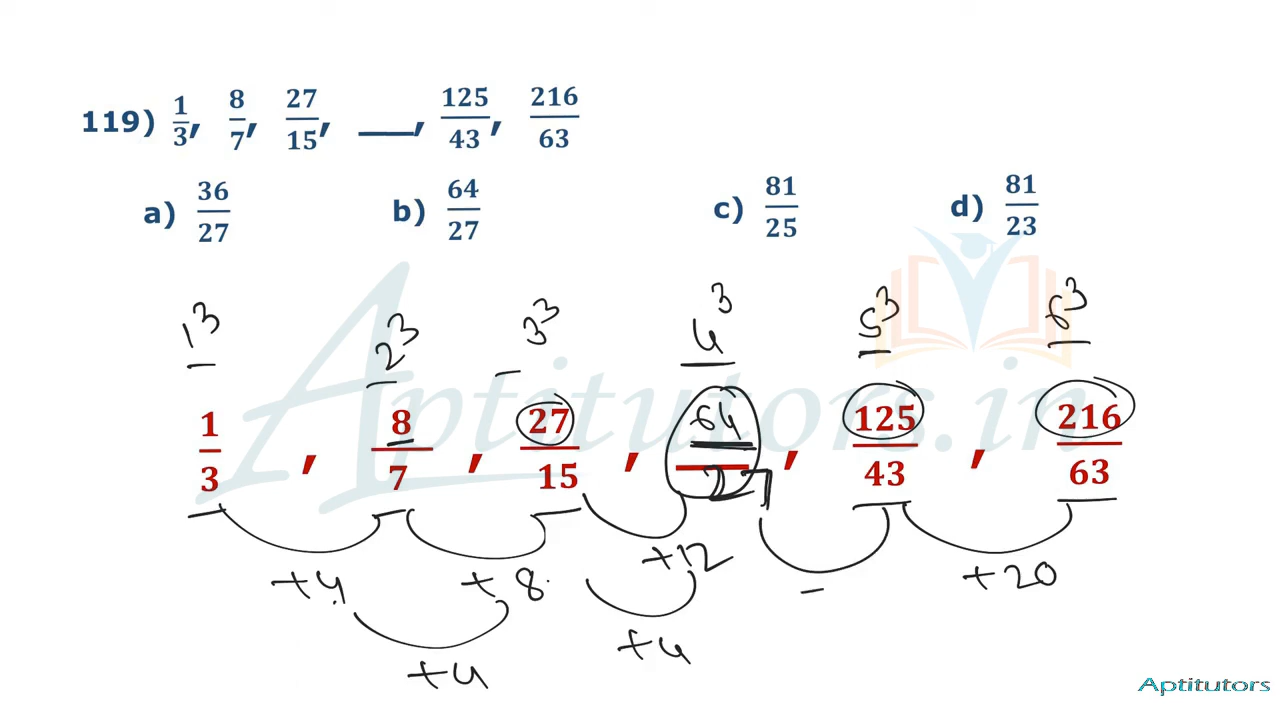 119) 1/3, 8/7, 27/15, ___, 125/43, 216/63
a) 36/27 b) 64/27 c) 81/25 d) 81/23
1³ 2³ 3³ 4³ 5³ 6³
Aptitutors.in
1/3 , 8/7 , 27/15 , 64/27 , 125/43 , 216/63
+4 +8 +12 – +20
+4 +4
Aptitutors